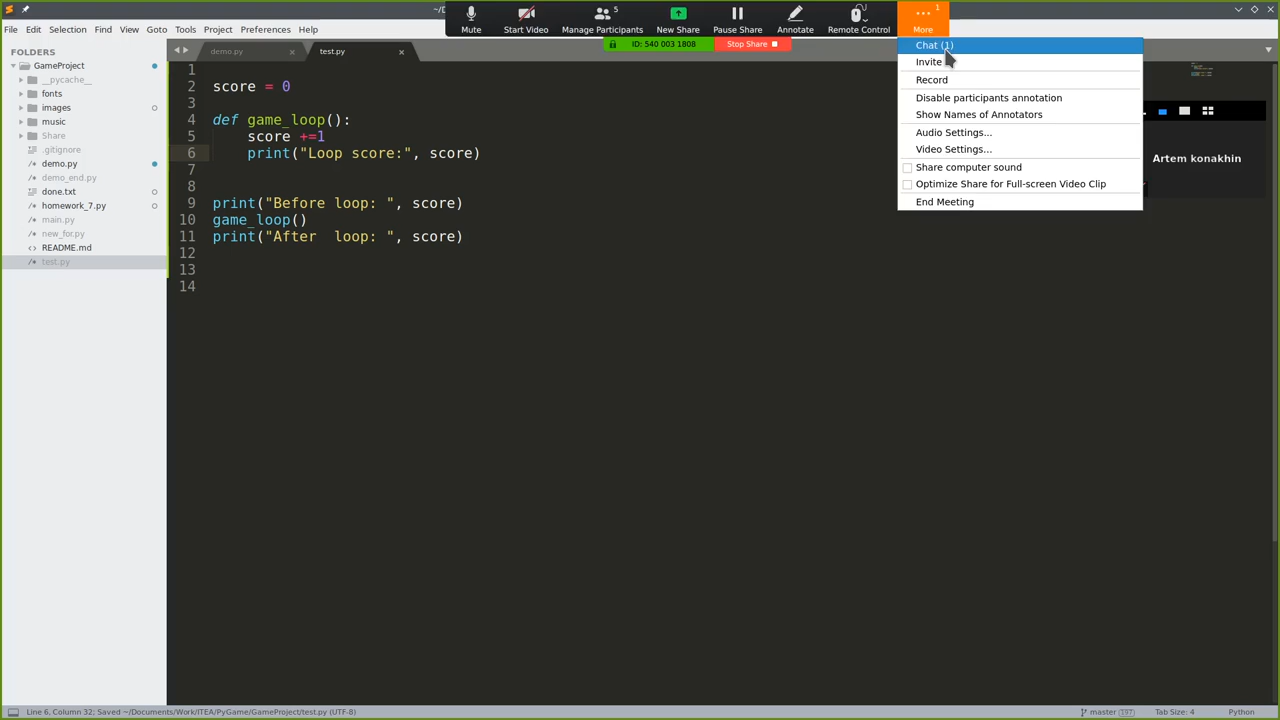 ~/D
Mute
Start Video
Manage Participants
5
New Share
Pause Share
Annotate
Remote Control
More
1
ID: 540 003 1808
Stop Share
File Edit Selection Find View Goto Tools Project Preferences Help
Chat (1)
Invite
Record
Disable participants annotation
Show Names of Annotators
Audio Settings...
Video Settings...
Share computer sound
Optimize Share for Full-screen Video Clip
End Meeting
Artem konakhin
FOLDERS
GameProject
__pycache__
fonts
images
music
Share
.gitignore
demo.py
demo_end.py
done.txt
homework_7.py
main.py
new_for.py
README.md
test.py
demo.py
test.py
1
2 score = 0
3
4 def game_loop():
5 score +=1
6 print("Loop score:", score)
7
8
9 print("Before loop: ", score)
10 game_loop()
11 print("After  loop: ", score)
12
13
14
Line 6, Column 32; Saved ~/Documents/Work/ITEA/PyGame/GameProject/test.py (UTF-8)
master 197
Tab Size: 4
Python